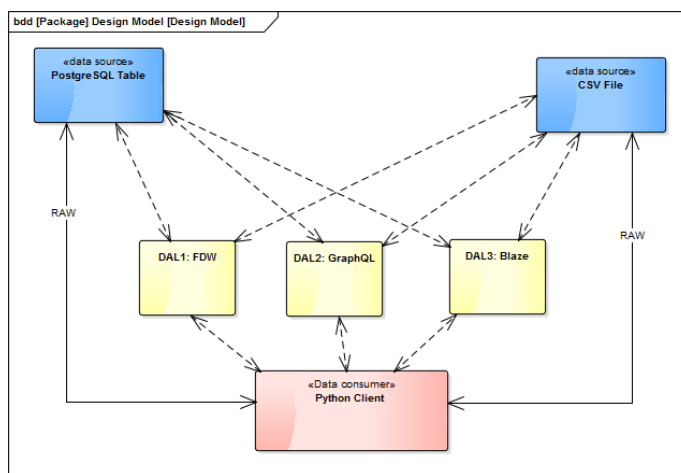 bdd [Package] Design Model [Design Model]
«data source»
PostgreSQL Table
«data source»
CSV File
RAW
RAW
DAL1: FDW
DAL2: GraphQL
DAL3: Blaze
«Data consumer»
Python Client